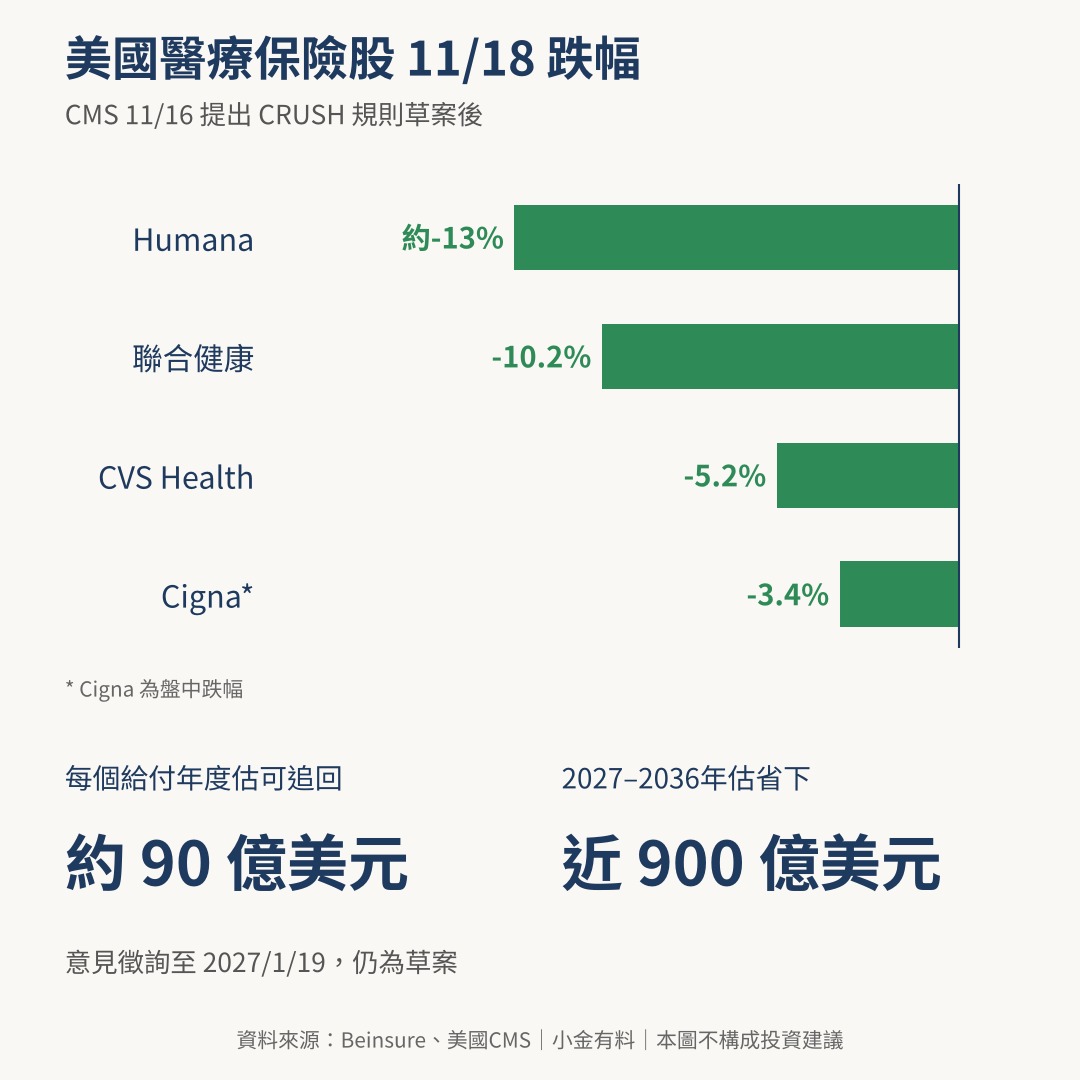 美國醫療保險股 11/18 跌幅
CMS 11/16 提出 CRUSH 規則草案後
Humana 約-13%
聯合健康 -10.2%
CVS Health -5.2%
Cigna* -3.4%
* Cigna 為盤中跌幅
每個給付年度估可追回
約 90 億美元
2027–2036年估省下
近 900 億美元
意見徵詢至 2027/1/19，仍為草案
資料來源：Beinsure、美國CMS｜小金有料｜本圖不構成投資建議